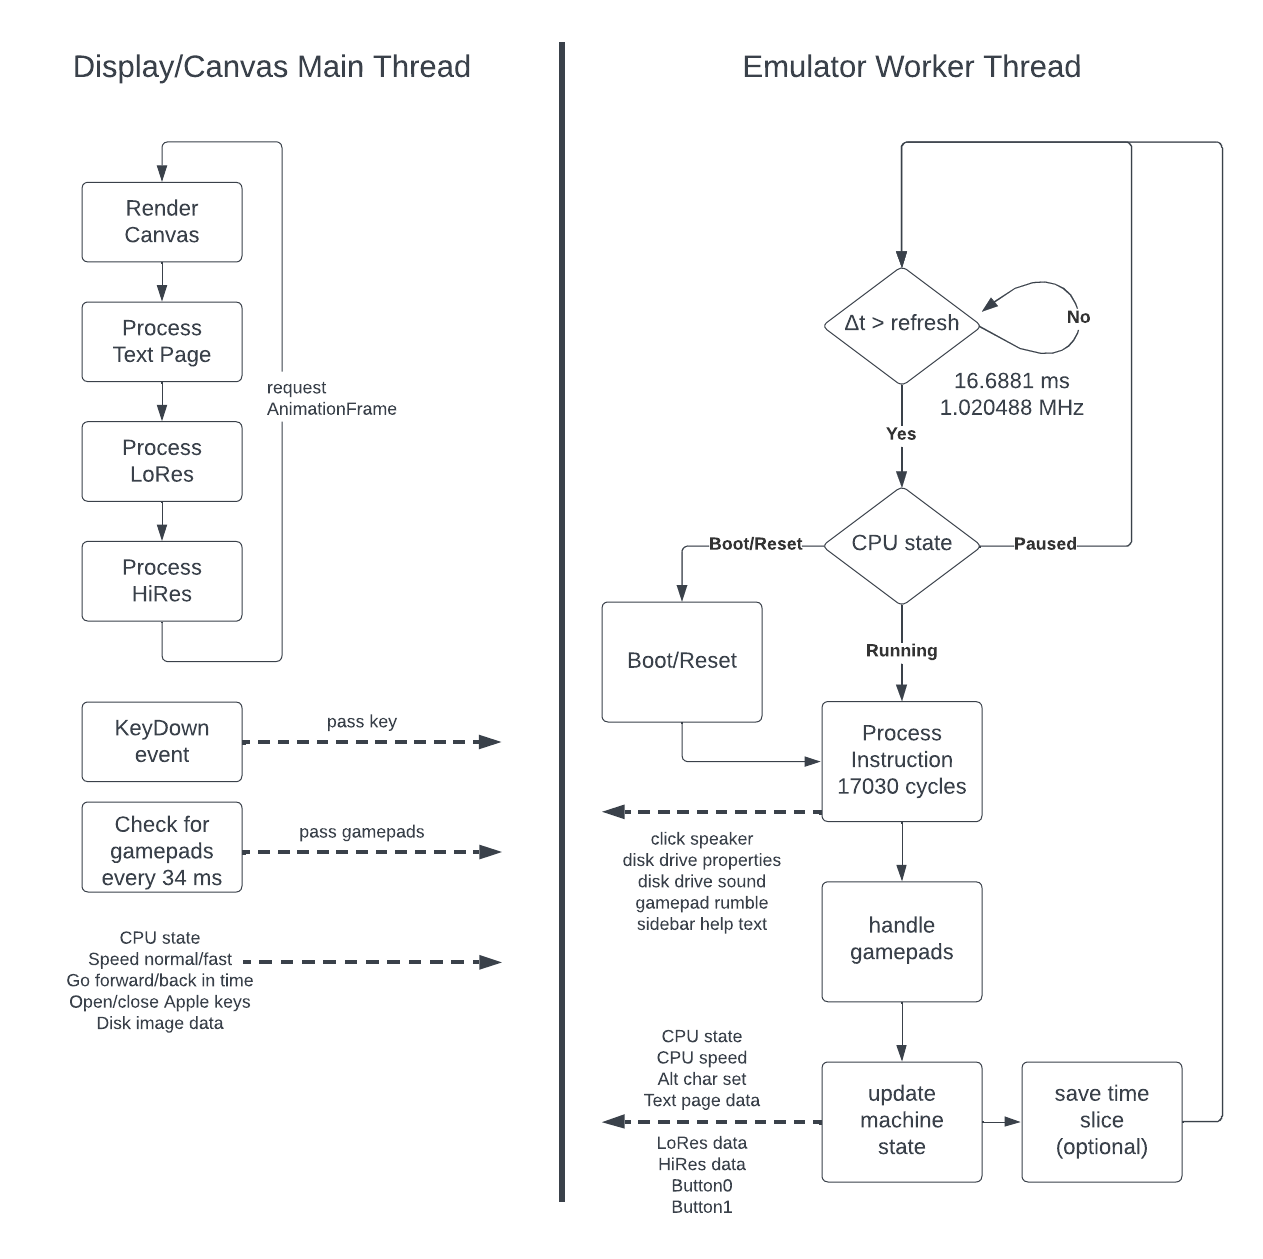 Display/Canvas Main Thread
Render
Canvas
Process
Text Page
request
AnimationFrame
Process
LoRes
Process
HiRes
KeyDown
event
pass key
Check for
gamepads
every 34 ms
pass gamepads
CPU state
Speed normal/fast
Go forward/back in time
Open/close Apple keys
Disk image data
Emulator Worker Thread
Δt > refresh
No
16.6881 ms
1.020488 MHz
Yes
CPU state
Boot/Reset
Paused
Boot/Reset
Running
Process
Instruction
17030 cycles
click speaker
disk drive properties
disk drive sound
gamepad rumble
sidebar help text
handle
gamepads
CPU state
CPU speed
Alt char set
Text page data
LoRes data
HiRes data
Button0
Button1
update
machine
state
save time
slice
(optional)